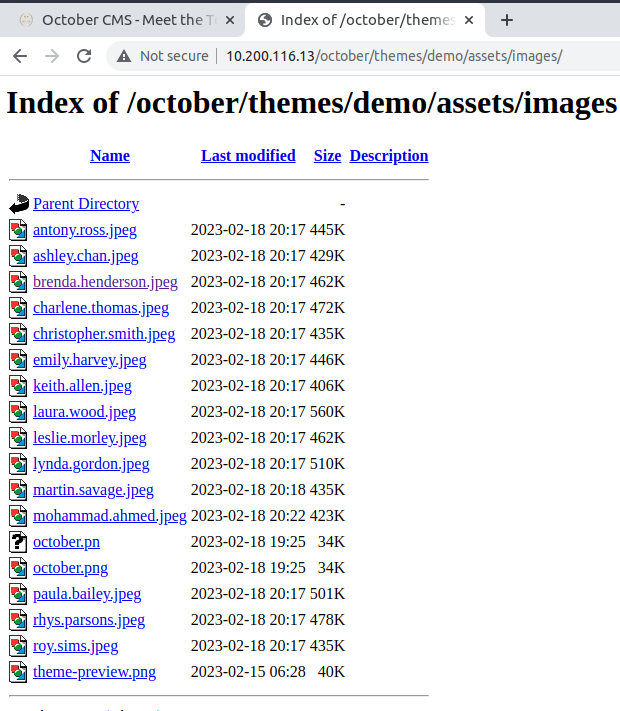 October CMS - Meet the T
Index of /october/themes
Not secure | 10.200.116.13/october/themes/demo/assets/images/
Index of /october/themes/demo/assets/images
Name Last modified Size Description
Parent Directory -
antony.ross.jpeg 2023-02-18 20:17 445K
ashley.chan.jpeg 2023-02-18 20:17 429K
brenda.henderson.jpeg 2023-02-18 20:17 462K
charlene.thomas.jpeg 2023-02-18 20:17 472K
christopher.smith.jpeg 2023-02-18 20:17 435K
emily.harvey.jpeg 2023-02-18 20:17 446K
keith.allen.jpeg 2023-02-18 20:17 406K
laura.wood.jpeg 2023-02-18 20:17 560K
leslie.morley.jpeg 2023-02-18 20:17 462K
lynda.gordon.jpeg 2023-02-18 20:17 510K
martin.savage.jpeg 2023-02-18 20:18 435K
mohammad.ahmed.jpeg 2023-02-18 20:22 423K
october.pn 2023-02-18 19:25 34K
october.png 2023-02-18 19:25 34K
paula.bailey.jpeg 2023-02-18 20:17 501K
rhys.parsons.jpeg 2023-02-18 20:17 478K
roy.sims.jpeg 2023-02-18 20:17 435K
theme-preview.png 2023-02-15 06:28 40K